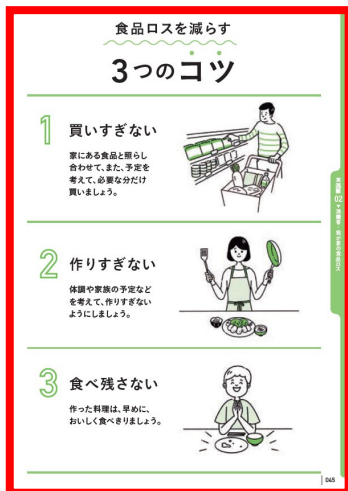 食品ロスを減らす
3つのコツ
1 買いすぎない
家にある食品と照らし
合わせて、また、予定を
考えて、必要な分だけ
買いましょう。
2 作りすぎない
体調や家族の予定など
を考えて、作りすぎない
ようにしましょう。
3 食べ残さない
作った料理は、早めに、
おいしく食べきりましょう。
045